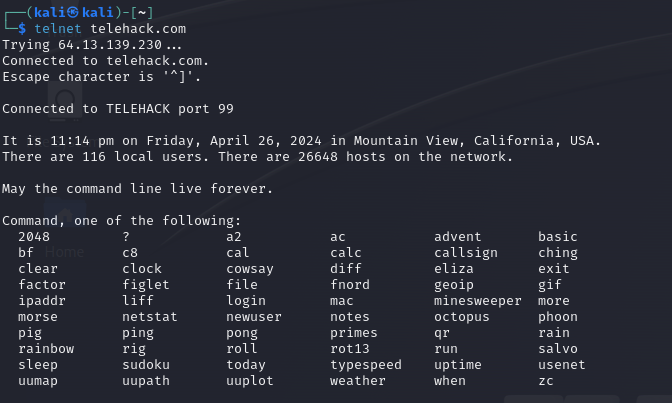 ┌──(kali㉿kali)-[~]
└─$ telnet telehack.com
Trying 64.13.139.230...
Connected to telehack.com.
Escape character is '^]'.
Connected to TELEHACK port 99
It is 11:14 pm on Friday, April 26, 2024 in Mountain View, California, USA.
There are 116 local users. There are 26648 hosts on the network.
May the command line live forever.
Command, one of the following:
2048 ? a2 ac advent basic
bf c8 cal calc callsign ching
clear clock cowsay diff eliza exit
factor figlet file fnord geoip gif
ipaddr liff login mac minesweeper more
morse netstat newuser notes octopus phoon
pig ping pong primes qr rain
rainbow rig roll rot13 run salvo
sleep sudoku today typespeed uptime usenet
uumap uupath uuplot weather when zc
Home